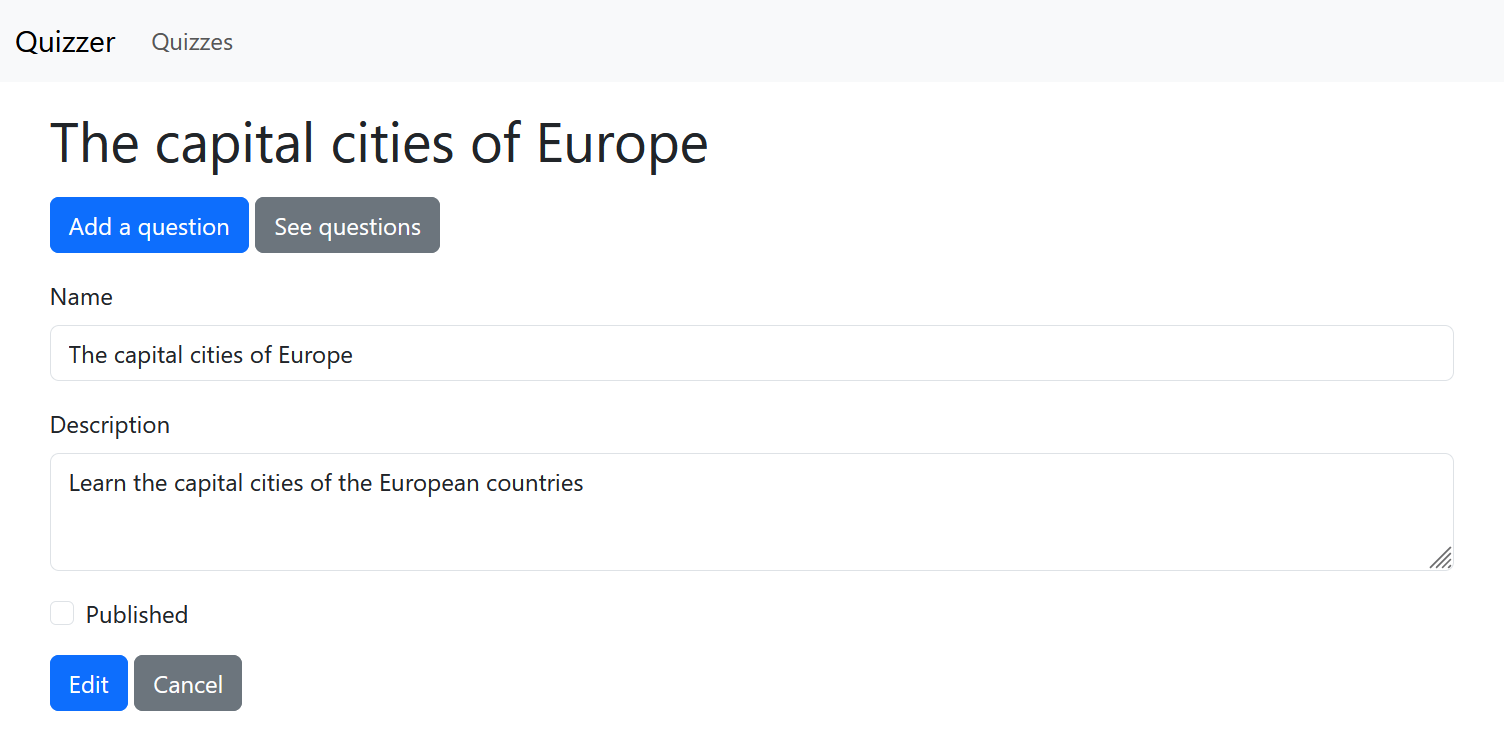 Quizzer Quizzes
The capital cities of Europe
Add a question See questions
Name
The capital cities of Europe
Description
Learn the capital cities of the European countries
Published
Edit Cancel